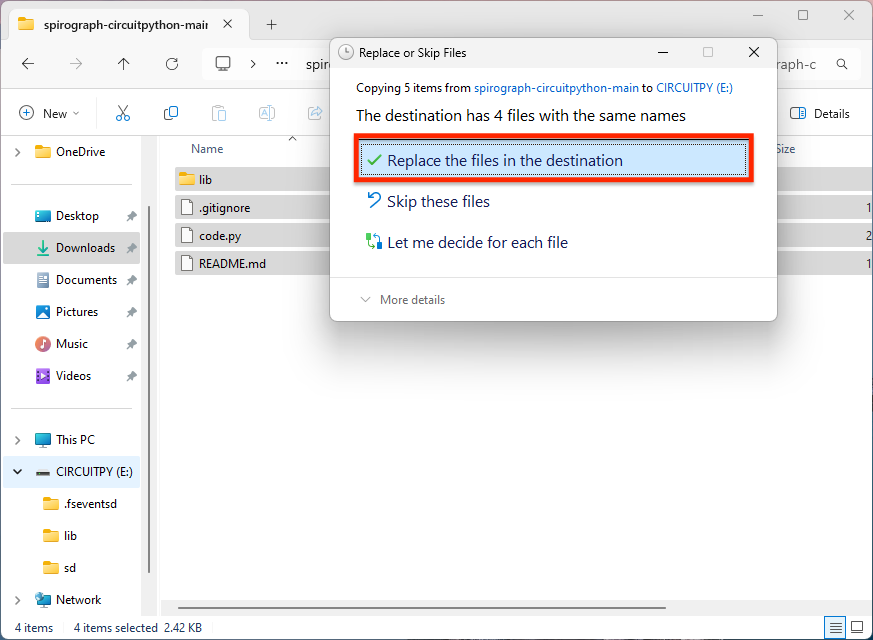 spirograph-circuitpython-mair
Replace or Skip Files
spir
raph-c
Copying 5 items from spirograph-circuitpython-main to CIRCUITPY (E:)
The destination has 4 files with the same names
New
Details
Replace the files in the destination
Skip these files
Let me decide for each file
More details
OneDrive
Desktop
Downloads
Documents
Pictures
Music
Videos
This PC
CIRCUITPY (E:)
.fseventsd
lib
sd
Network
Name
Size
lib
.gitignore
1
code.py
2
README.md
1
4 items
4 items selected 2.42 KB